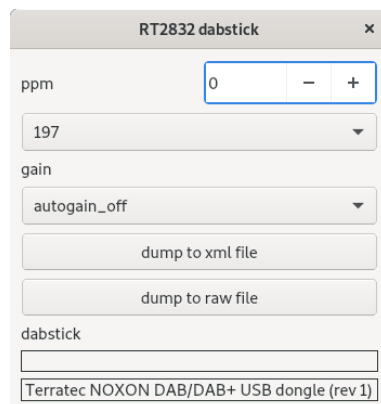 RT2832 dabstick ×
ppm 0 − +
197
gain
autogain_off
dump to xml file
dump to raw file
dabstick
Terratec NOXON DAB/DAB+ USB dongle (rev 1)